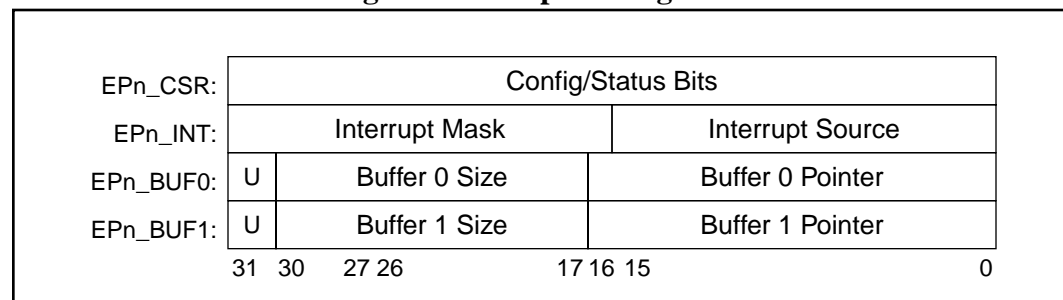 EPn_CSR: Config/Status Bits
EPn_INT: Interrupt Mask Interrupt Source
EPn_BUF0: U Buffer 0 Size Buffer 0 Pointer
EPn_BUF1: U Buffer 1 Size Buffer 1 Pointer
31 30 27 26 17 16 15 0